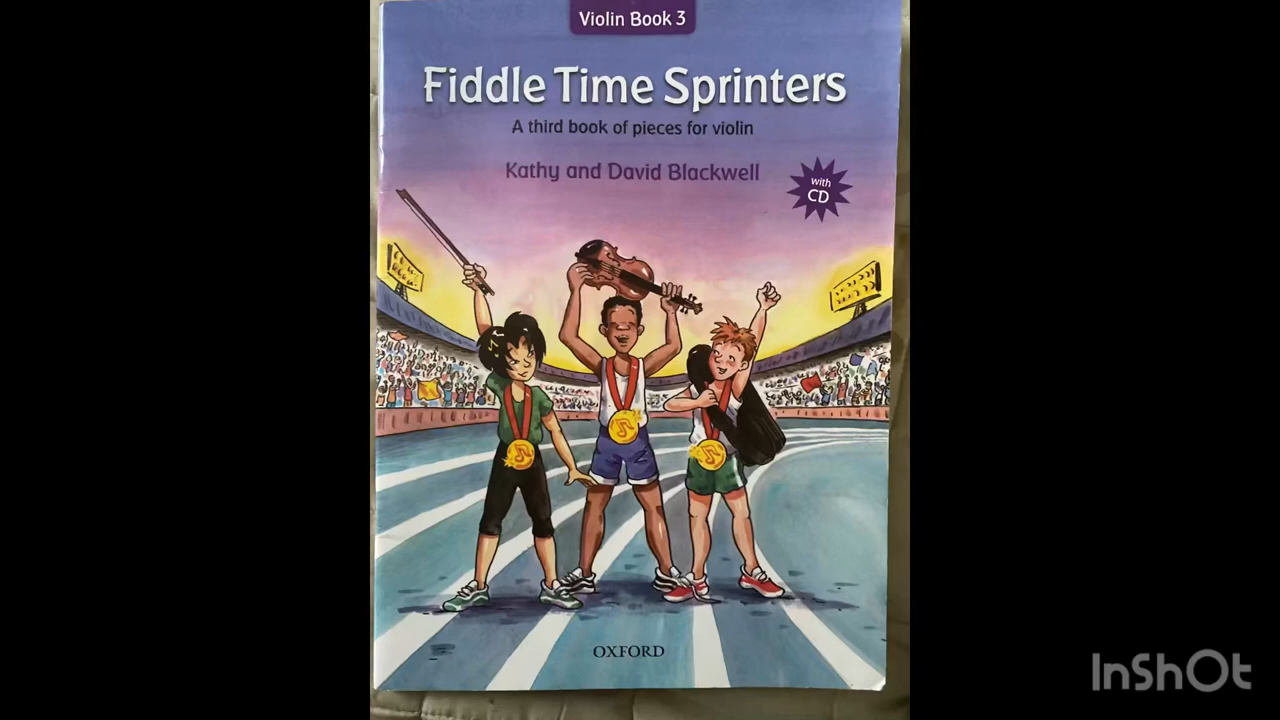 Violin Book 3
Fiddle Time Sprinters
A third book of pieces for violin
Kathy and David Blackwell
with
CD
OXFORD
InShOt